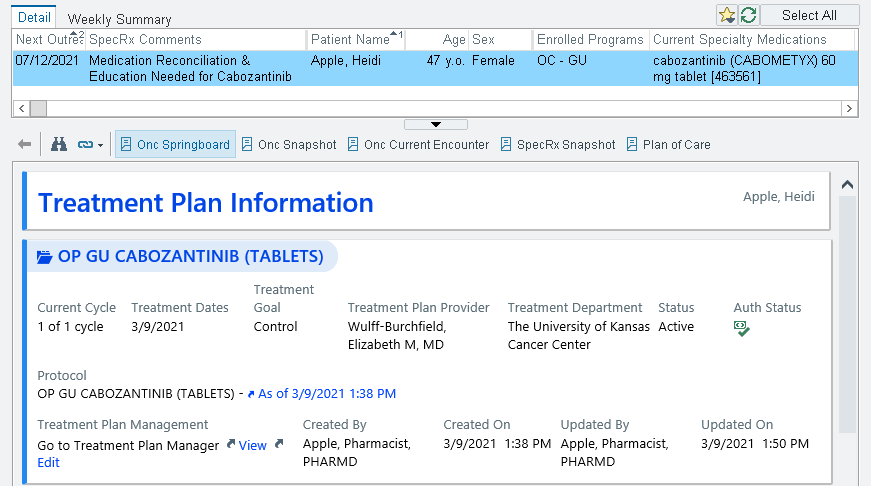 Detail Weekly Summary Select All
Next Outre 2 SpecRx Comments Patient Name 1 Age Sex Enrolled Programs Current Specialty Medications
07/12/2021 Medication Reconciliation & Apple, Heidi 47 y.o. Female OC - GU cabozantinib (CABOMETYX) 60
Education Needed for Cabozantinib mg tablet [463561]
Onc Springboard Onc Snapshot Onc Current Encounter SpecRx Snapshot Plan of Care
Treatment Plan Information Apple, Heidi
OP GU CABOZANTINIB (TABLETS)
Treatment
Current Cycle Treatment Dates Goal Treatment Plan Provider Treatment Department Status Auth Status
1 of 1 cycle 3/9/2021 Control Wulff-Burchfield, The University of Kansas Active
Elizabeth M, MD Cancer Center
Protocol
OP GU CABOZANTINIB (TABLETS) - As of 3/9/2021 1:38 PM
Treatment Plan Management Created By Created On Updated By Updated On
Go to Treatment Plan Manager View Apple, Pharmacist, 3/9/2021 1:38 PM Apple, Pharmacist, 3/9/2021 1:50 PM
Edit PHARMD PHARMD